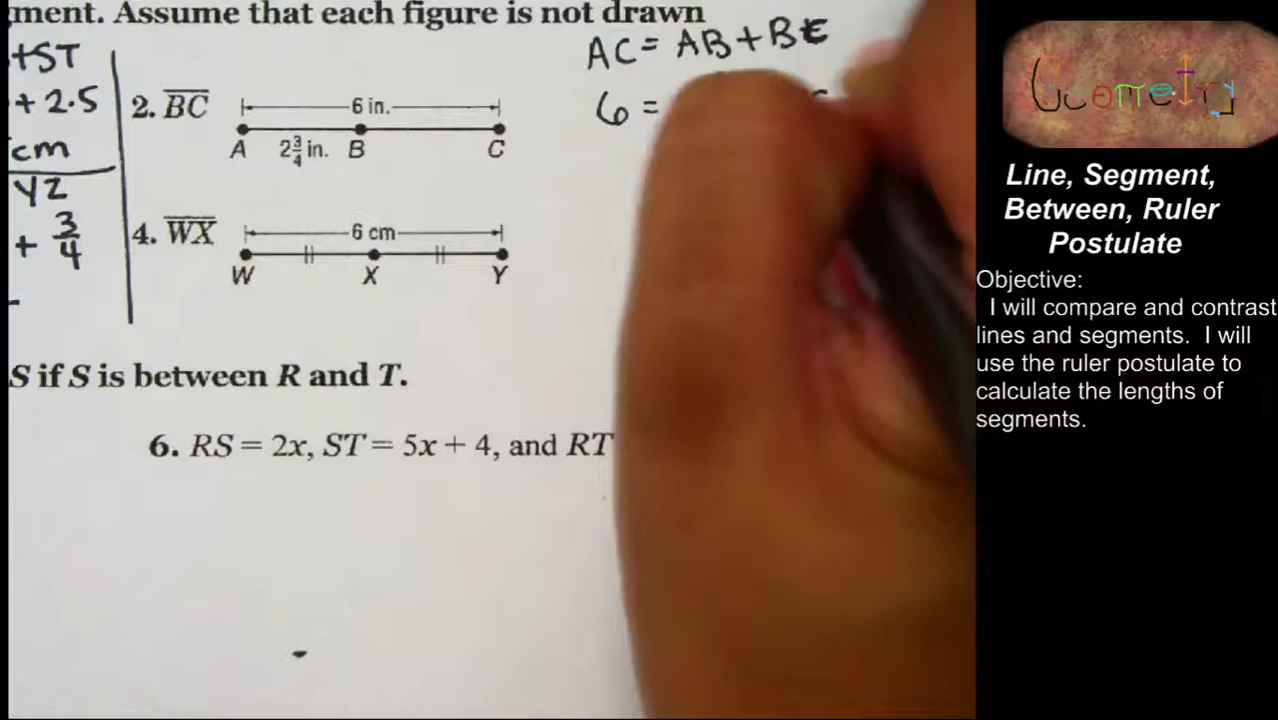 ment. Assume that each figure is not drawn
+ST
+ 2.5
cm
YZ
+ 3/4
2. BC
6 in.
A 2 3/4 in. B C
4. WX
6 cm
W X Y
AC = AB + BC
6 =
S if S is between R and T.
6. RS = 2x, ST = 5x + 4, and RT
Geometry
Line, Segment,
Between, Ruler
Postulate
Objective:
I will compare and contrast
lines and segments. I will
use the ruler postulate to
calculate the lengths of
segments.